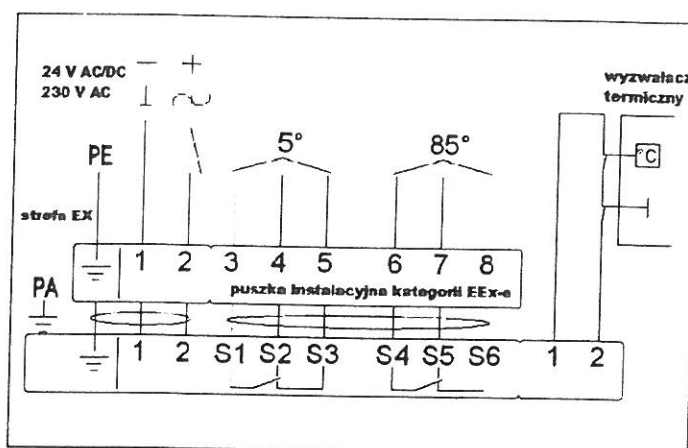 24 V AC/DC
230 V AC
− +
wyzwalacz
termiczny
°C
PE
5°
85°
strefa EX
1 2 3 4 5 6 7 8
puszka instalacyjna kategorii EEx-e
PA
1 2 S1 S2 S3 S4 S5 S6 1 2